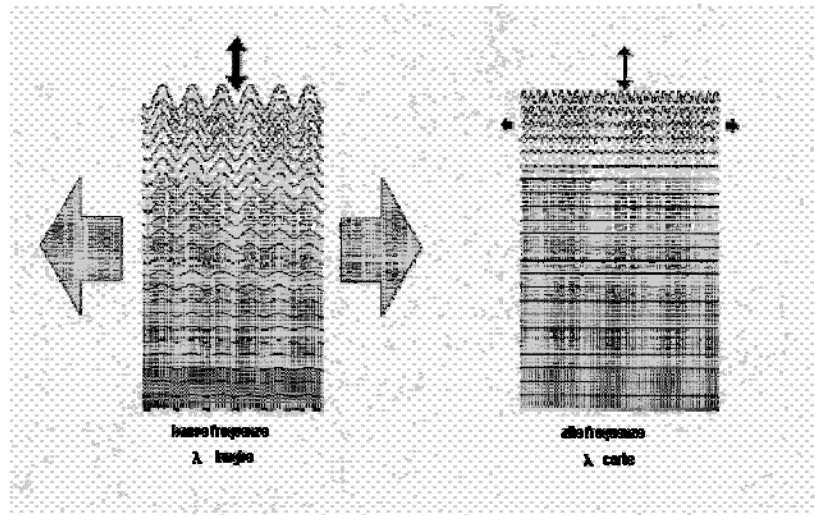 basse frequenze
λ lunghe
alte frequenze
λ corte